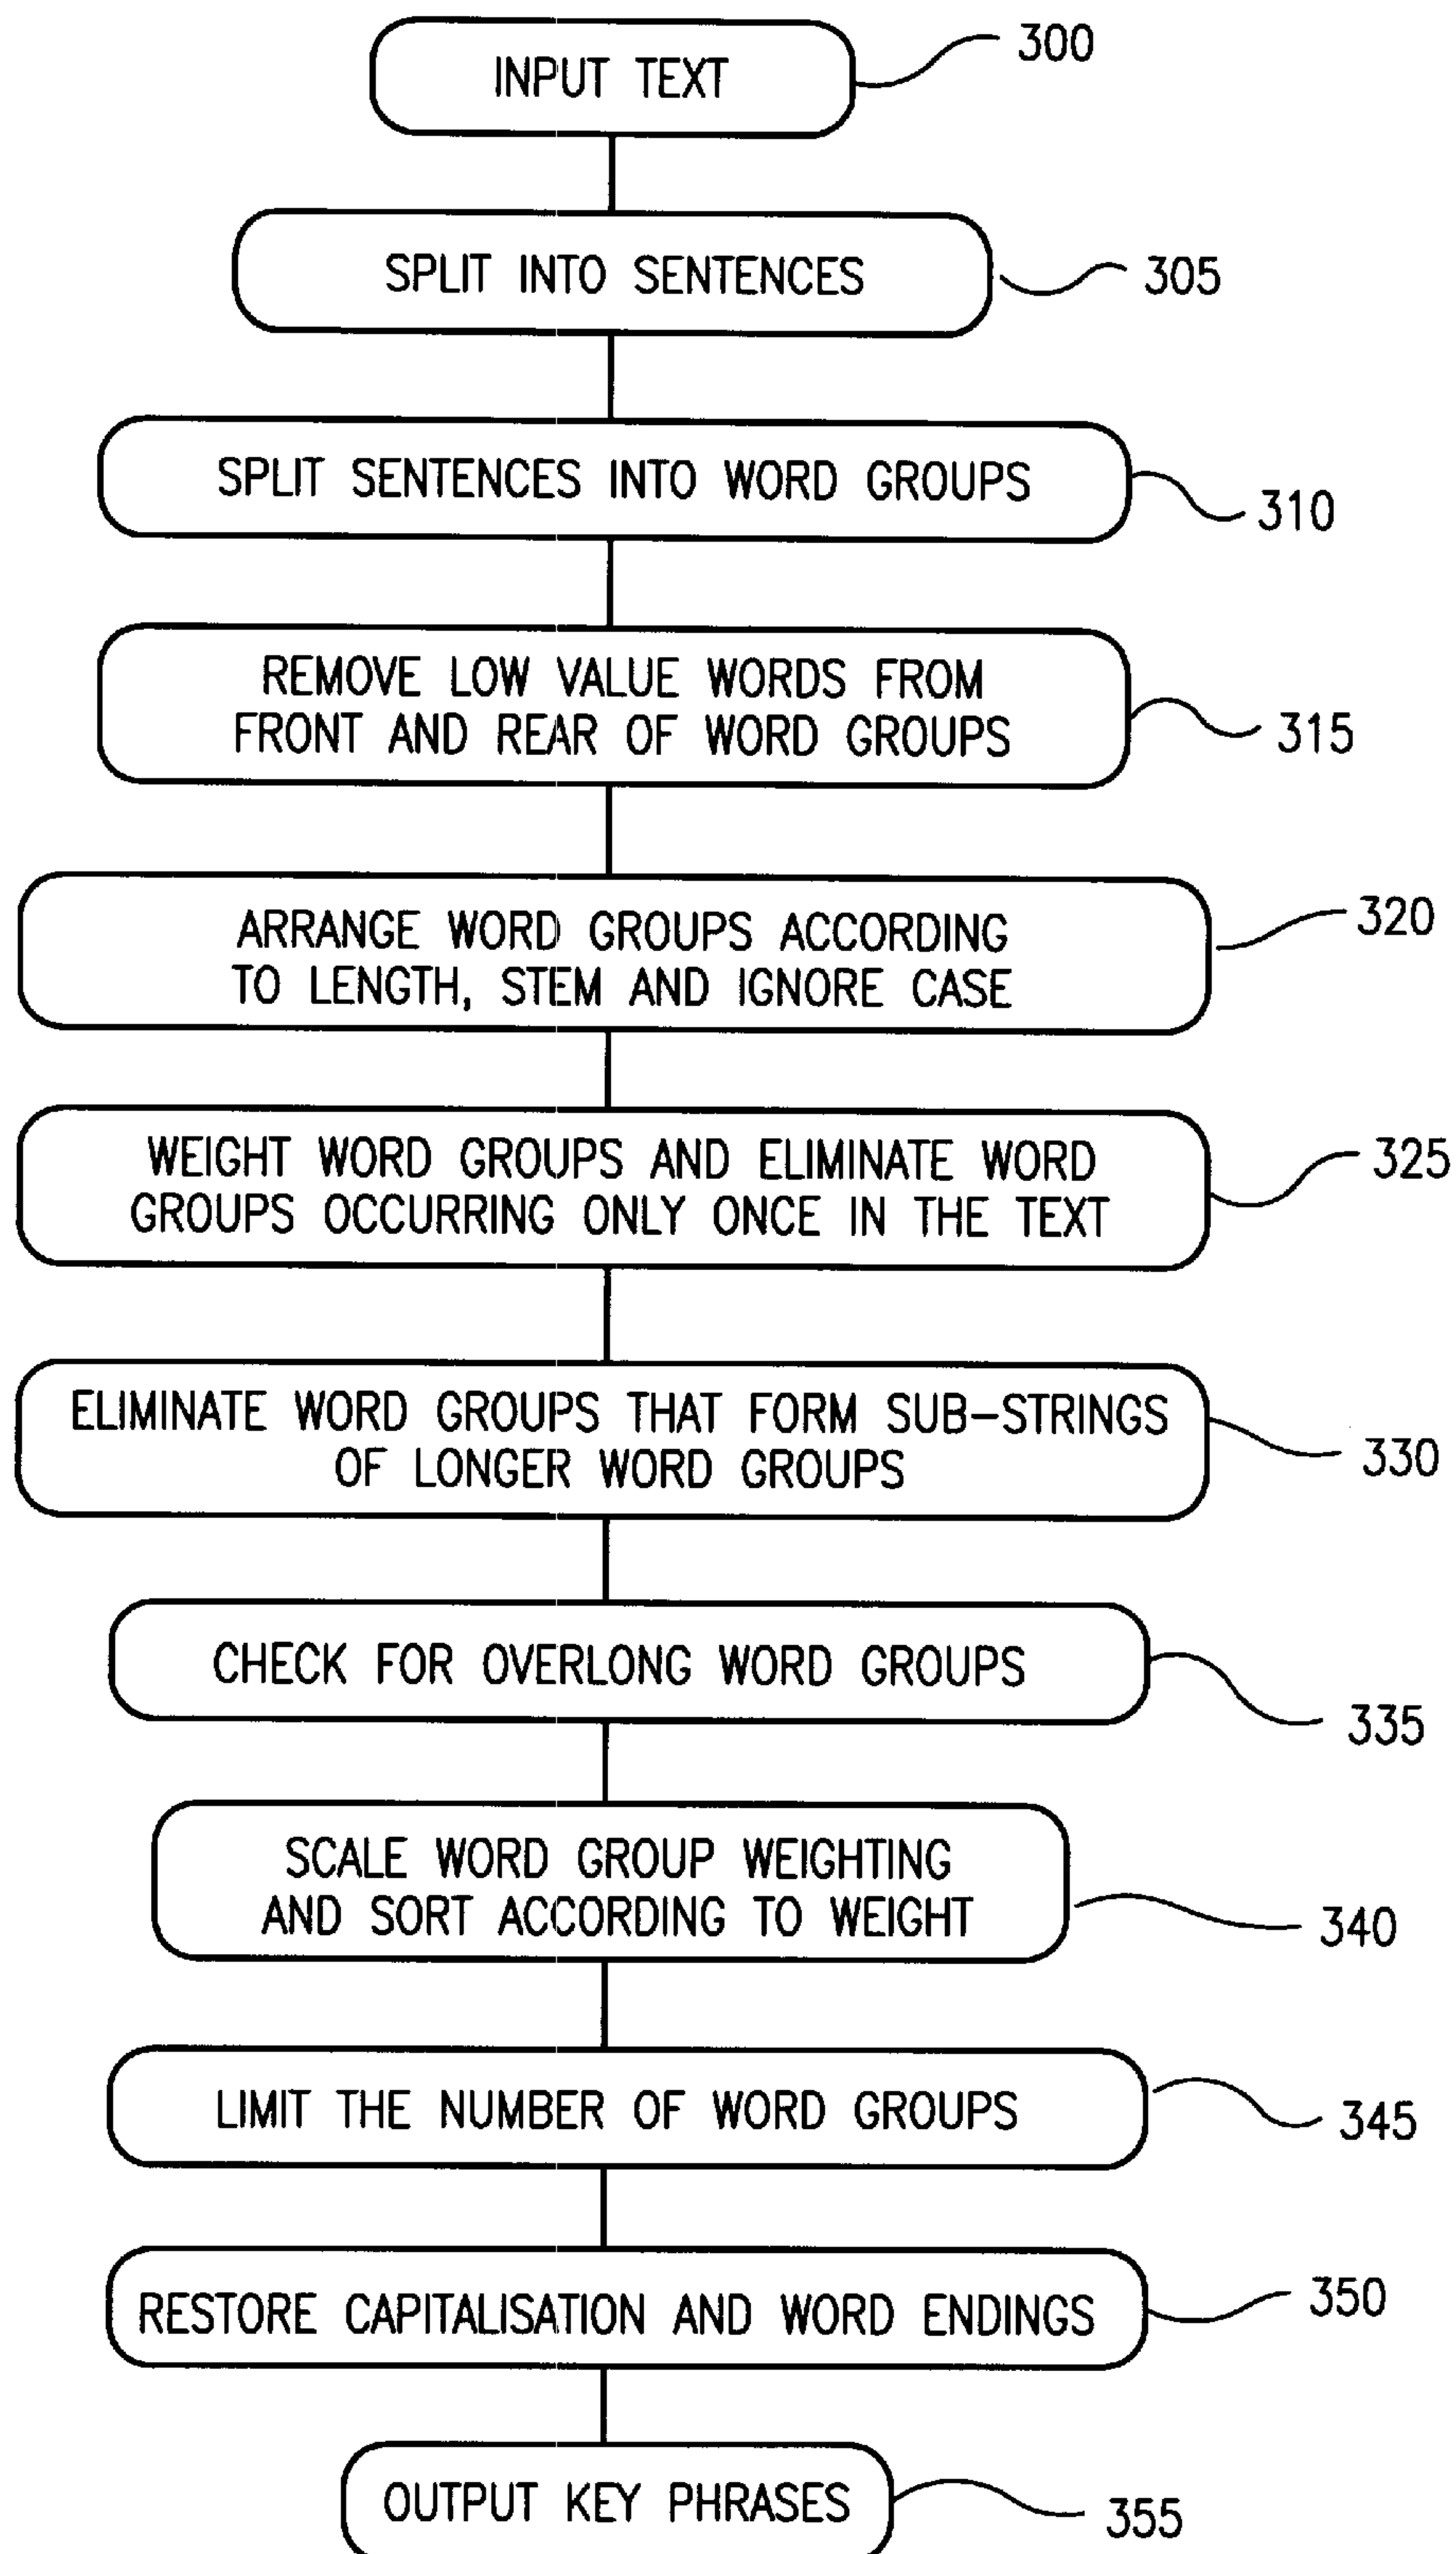 INPUT TEXT
300
SPLIT INTO SENTENCES
305
SPLIT SENTENCES INTO WORD GROUPS
310
REMOVE LOW VALUE WORDS FROM
FRONT AND REAR OF WORD GROUPS
315
ARRANGE WORD GROUPS ACCORDING
TO LENGTH, STEM AND IGNORE CASE
320
WEIGHT WORD GROUPS AND ELIMINATE WORD
GROUPS OCCURRING ONLY ONCE IN THE TEXT
325
ELIMINATE WORD GROUPS THAT FORM SUB-STRINGS
OF LONGER WORD GROUPS
330
CHECK FOR OVERLONG WORD GROUPS
335
SCALE WORD GROUP WEIGHTING
AND SORT ACCORDING TO WEIGHT
340
LIMIT THE NUMBER OF WORD GROUPS
345
RESTORE CAPITALISATION AND WORD ENDINGS
350
OUTPUT KEY PHRASES
355